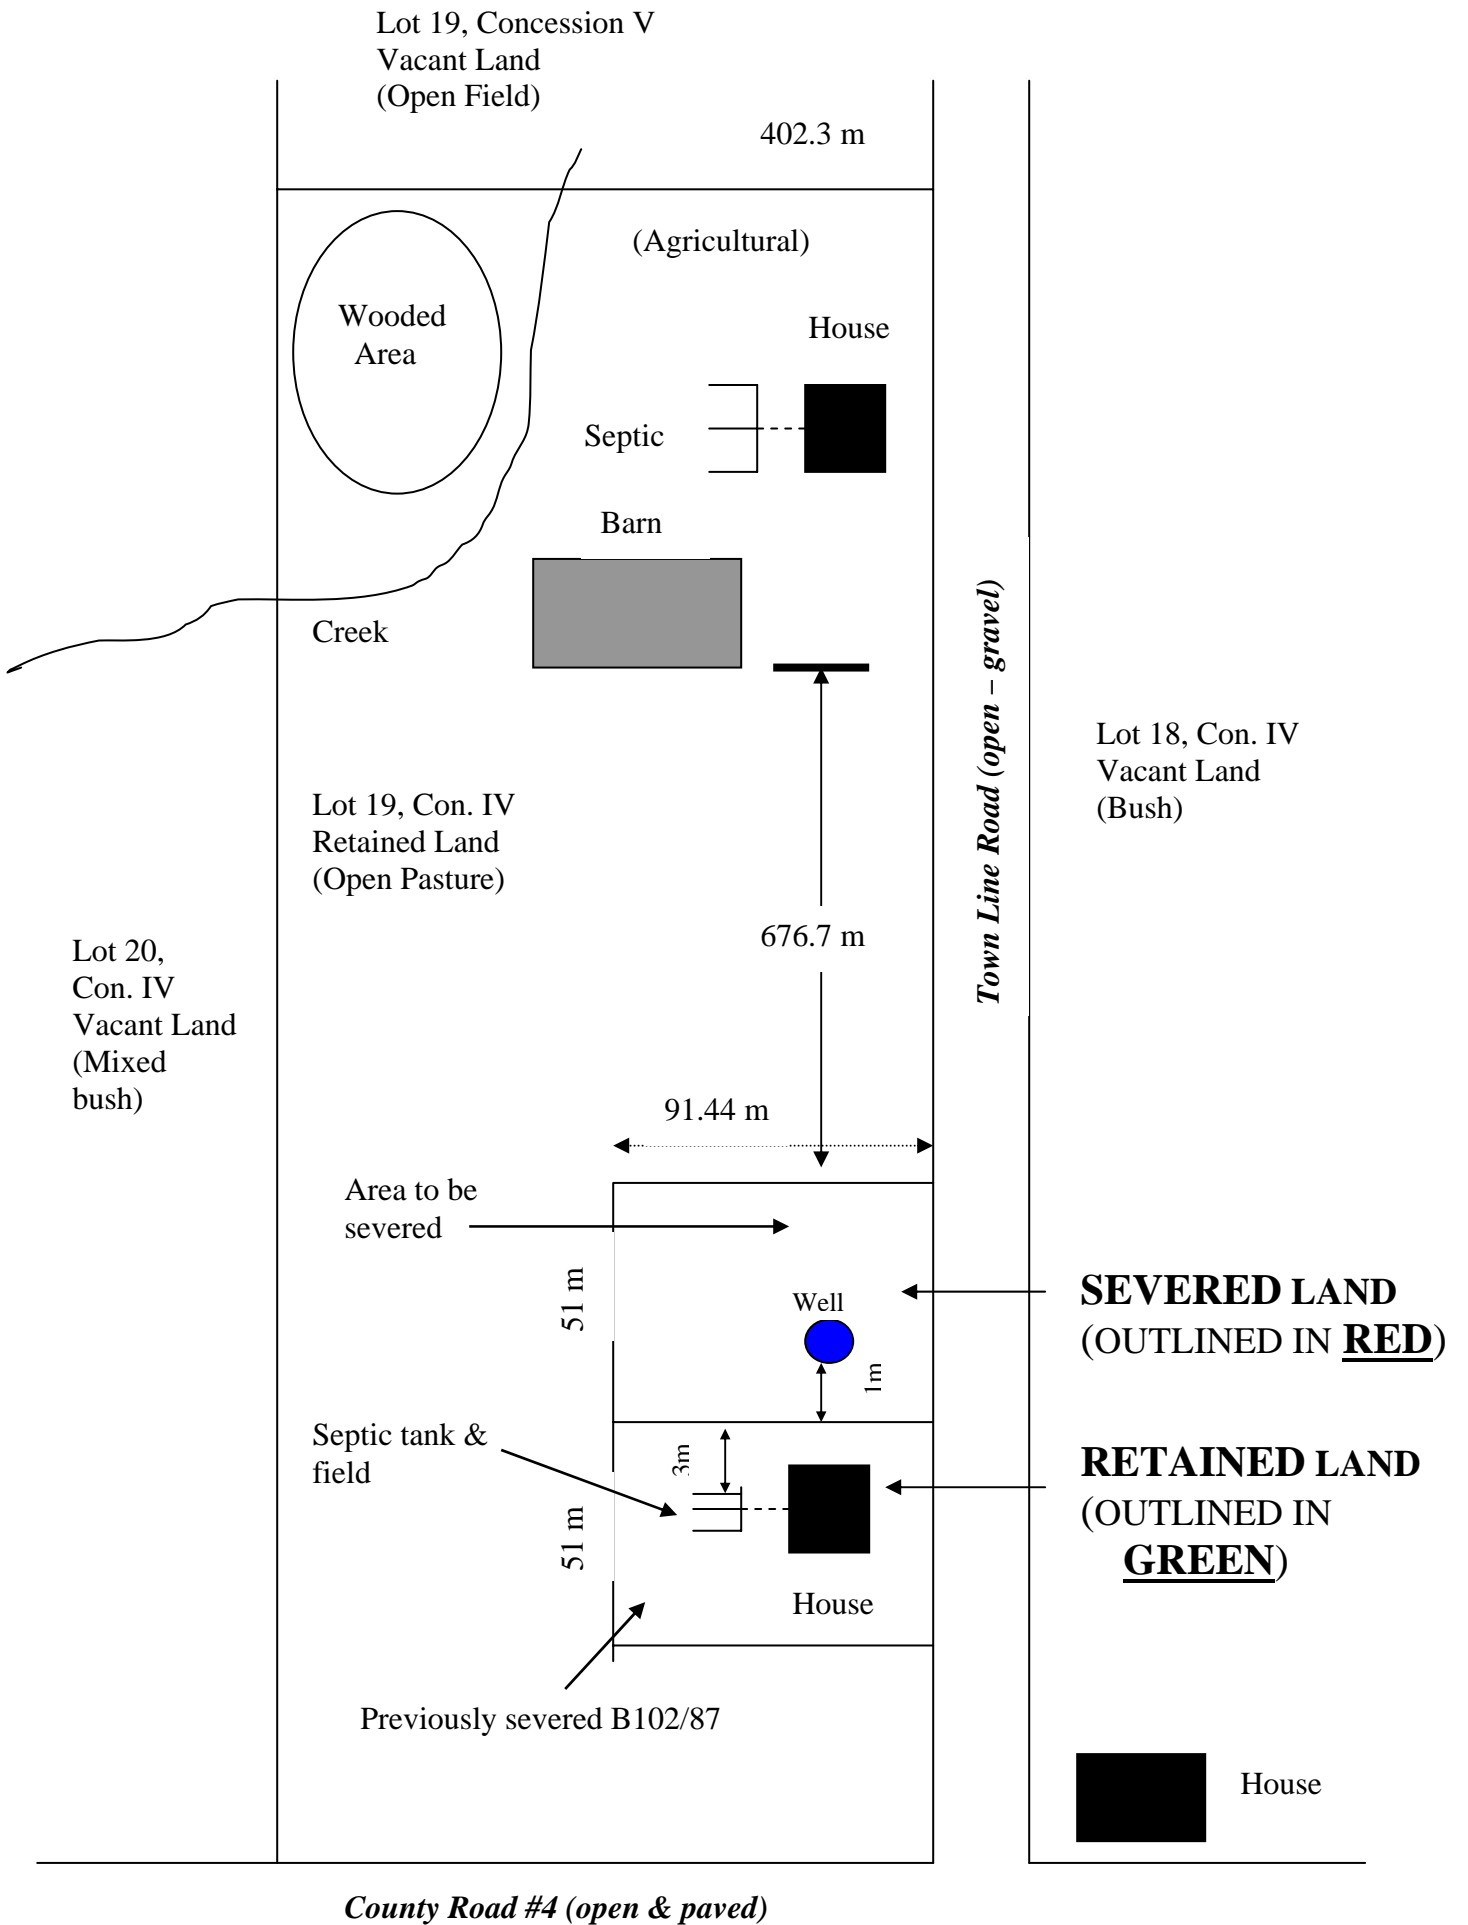 Lot 19, Concession V
Vacant Land
(Open Field)
402.3 m
(Agricultural)
Wooded
Area
House
Septic
Barn
Creek
Town Line Road (open – gravel)
Lot 18, Con. IV
Vacant Land
(Bush)
Lot 19, Con. IV
Retained Land
(Open Pasture)
676.7 m
Lot 20,
Con. IV
Vacant Land
(Mixed
bush)
91.44 m
Area to be
severed
51 m
Well
1m
SEVERED LAND
(OUTLINED IN RED)
Septic tank &
field
3m
51 m
RETAINED LAND
(OUTLINED IN
GREEN)
House
Previously severed B102/87
House
County Road #4 (open & paved)